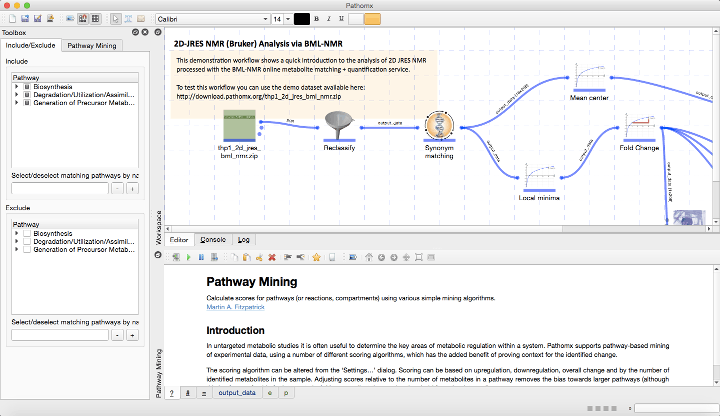 Pathomx
Calibri
14
B I U
Toolbox
Include/Exclude
Pathway Mining
Include
Pathway
Biosynthesis
Degradation/Utilization/Assimil...
Generation of Precursor Metab...
Select/deselect matching pathways by na
- +
Exclude
Pathway
Biosynthesis
Degradation/Utilization/Assimil...
Generation of Precursor Metab...
Select/deselect matching pathways by na
- +
Workspace
2D-JRES NMR (Bruker) Analysis via BML-NMR
This demonstration workflow shows a quick introduction to the analysis of 2D JRES NMR
processed with the BML-NMR online metabolite matching + quantification service.
To test this workflow you can use the demo dataset available here:
http://download.pathomx.org/thp1_2d_jres_bml_nmr.zip
thp1_2d_jres_
bml_nmr.zip
Reclassify
output_data
Synonym
matching
Mean center
Local minima
Fold Change
Editor
Console
Log
Pathway Mining
Pathway Mining
Calculate scores for pathways (or reactions, compartments) using various simple mining algorithms.
Martin A. Fitzpatrick
Introduction
In untargeted metabolic studies it is often useful to determine the key areas of metabolic regulation within a system. Pathomx supports pathway-based mining
of experimental data, using a number of different scoring algorithms, which has the added benefit of proving context for the identified change.
The scoring algorithm can be altered from the 'Settings...' dialog. Scoring can be based on upregulation, downregulation, overall change and by the number of
identified metabolites in the sample. Adjusting scores relative to the number of metabolites in a pathway removes the bias towards larger pathways (although
? # = output_data e p